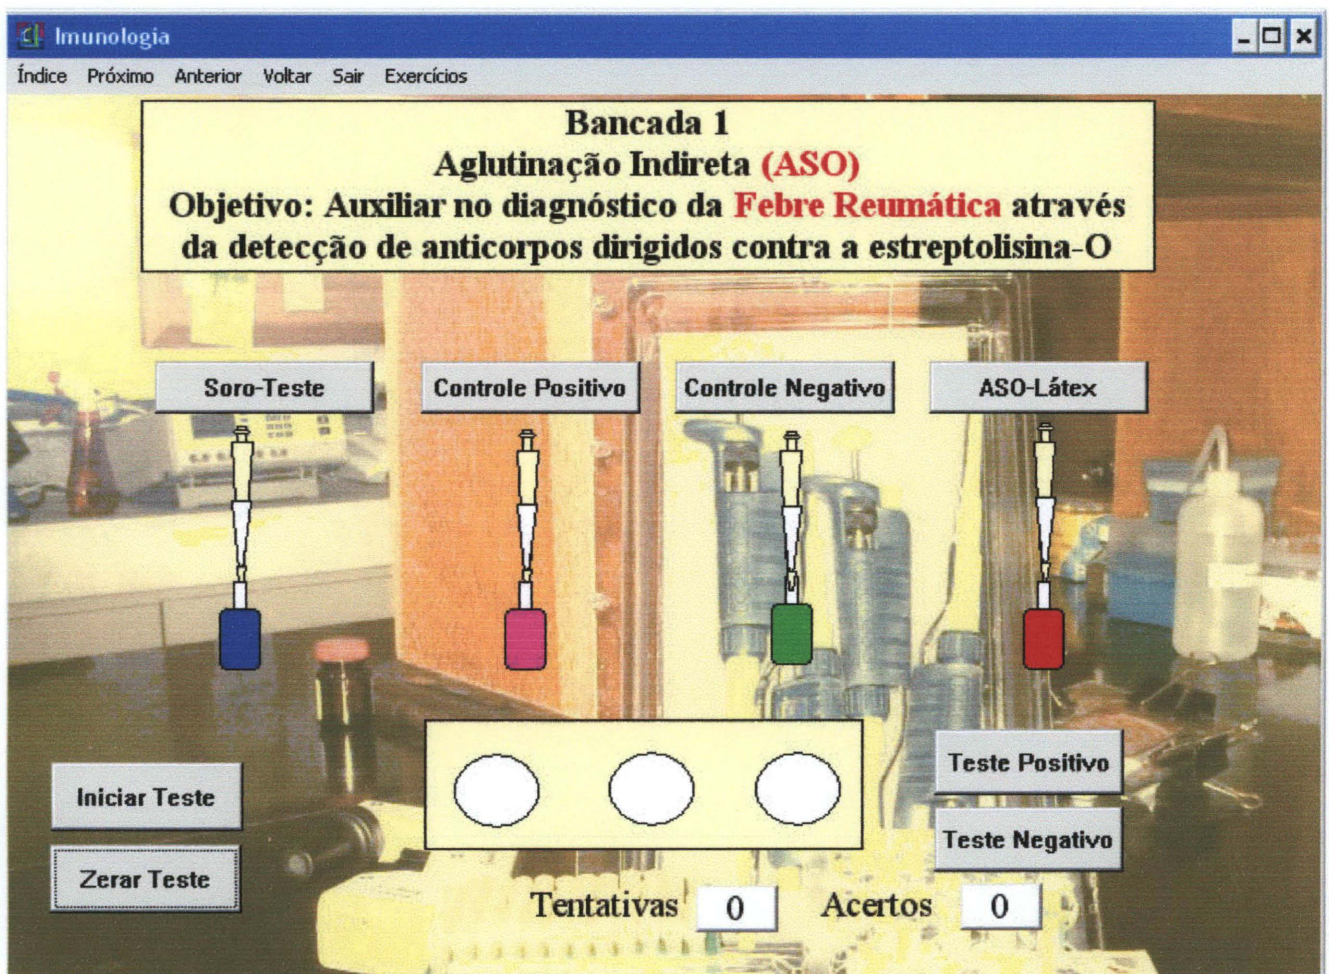 Imunologia
Índice Próximo Anterior Voltar Sair Exercícios
Bancada 1
Aglutinação Indireta (ASO)
Objetivo: Auxiliar no diagnóstico da Febre Reumática através
da detecção de anticorpos dirigidos contra a estreptolisina-O
Soro-Teste Controle Positivo Controle Negativo ASO-Látex
Teste Positivo
Iniciar Teste
Teste Negativo
Zerar Teste
Tentativas 0 Acertos 0